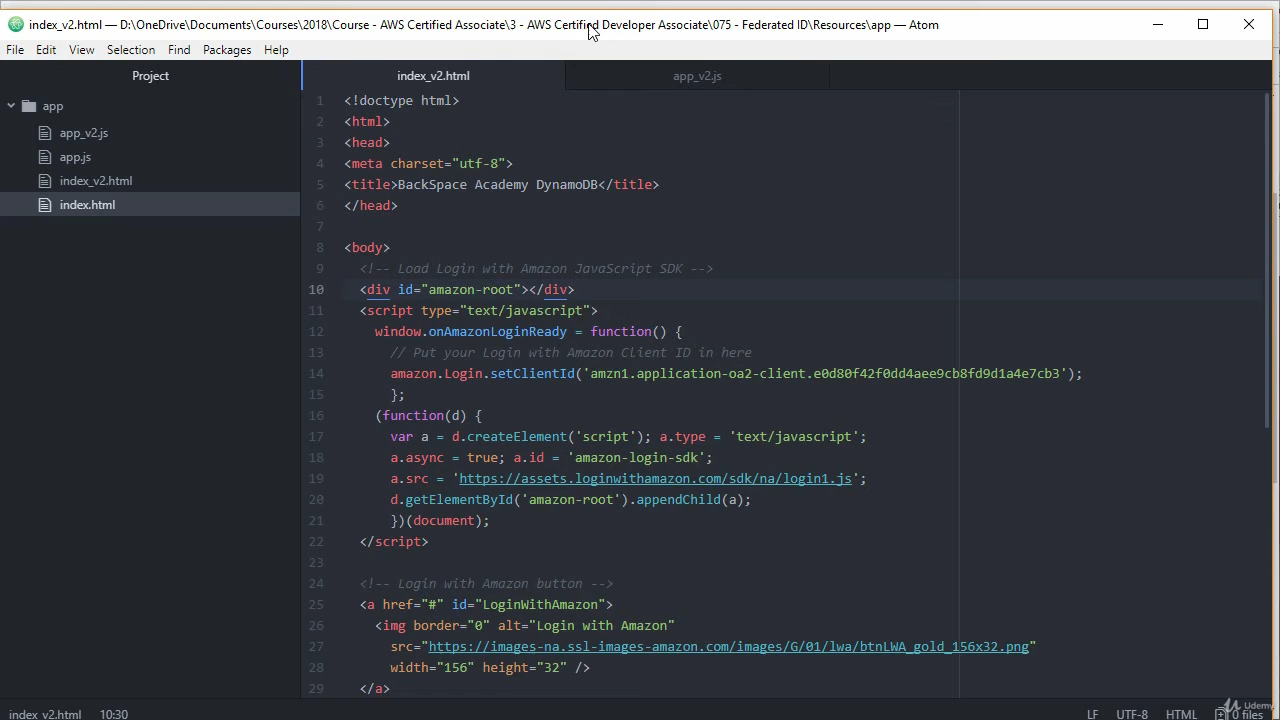 index_v2.html — D:\OneDrive\Documents\Courses\2018\Course - AWS Certified Associate\3 - AWS Certified Developer Associate\075 - Federated ID\Resources\app — Atom
File Edit View Selection Find Packages Help
Project
index_v2.html
app_v2.js
app
app_v2.js
app.js
index_v2.html
index.html
1 <!doctype html>
2 <html>
3 <head>
4 <meta charset="utf-8">
5 <title>BackSpace Academy DynamoDB</title>
6 </head>
7
8 <body>
9 <!-- Load Login with Amazon JavaScript SDK -->
10 <div id="amazon-root"></div>
11 <script type="text/javascript">
12 window.onAmazonLoginReady = function() {
13 // Put your Login with Amazon Client ID in here
14 amazon.Login.setClientId('amzn1.application-oa2-client.e0d80f42f0dd4aee9cb8fd9d1a4e7cb3');
15 };
16 (function(d) {
17 var a = d.createElement('script'); a.type = 'text/javascript';
18 a.async = true; a.id = 'amazon-login-sdk';
19 a.src = 'https://assets.loginwithamazon.com/sdk/na/login1.js';
20 d.getElementById('amazon-root').appendChild(a);
21 })(document);
22 </script>
23
24 <!-- Login with Amazon button -->
25 <a href="#" id="LoginWithAmazon">
26 <img border="0" alt="Login with Amazon"
27 src="https://images-na.ssl-images-amazon.com/images/G/01/lwa/btnLWA_gold_156x32.png"
28 width="156" height="32" />
29 </a>
index_v2.html 10:30 LF UTF-8 HTML 0 files
Udemy